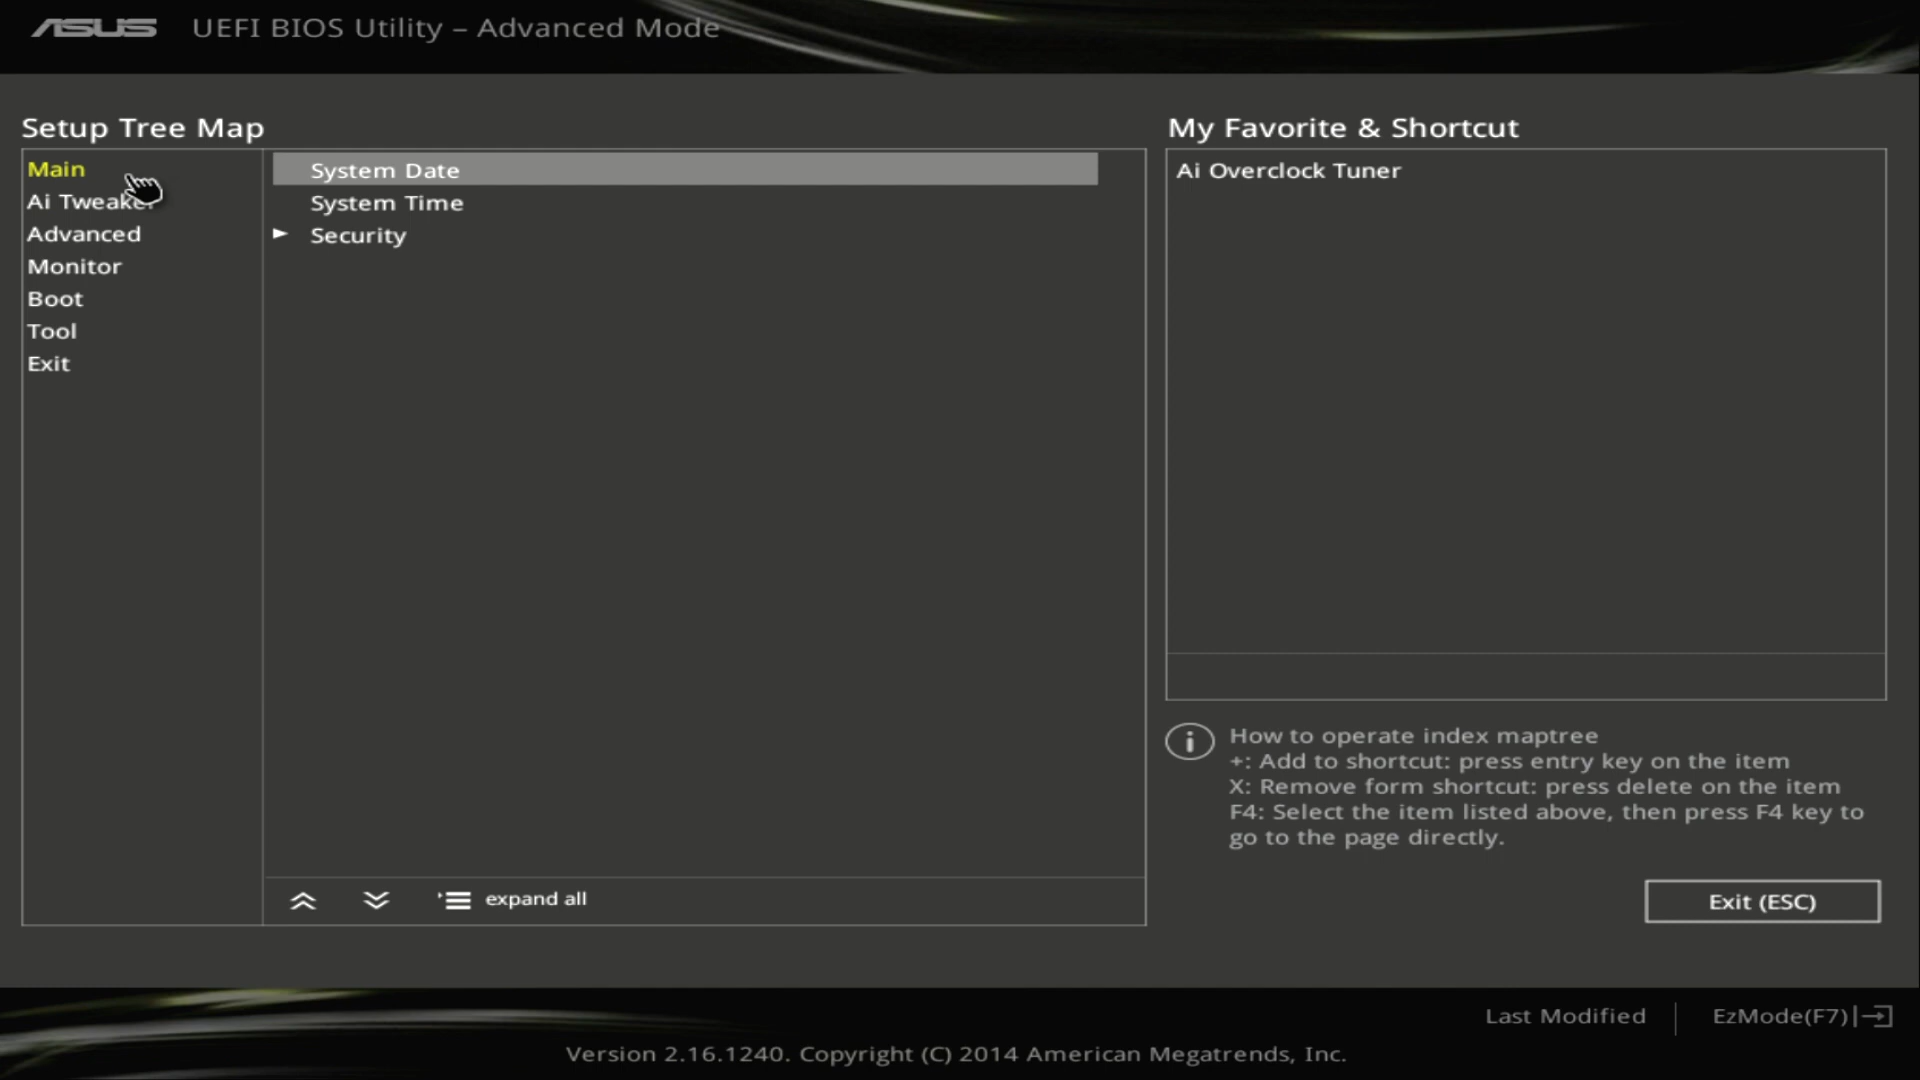 ASUS UEFI BIOS Utility – Advanced Mode
Setup Tree Map
Main
Ai Tweaker
Advanced
Monitor
Boot
Tool
Exit
System Date
System Time
Security
expand all
My Favorite & Shortcut
Ai Overclock Tuner
How to operate index maptree
+: Add to shortcut: press entry key on the item
X: Remove form shortcut: press delete on the item
F4: Select the item listed above, then press F4 key to
go to the page directly.
Exit (ESC)
Last Modified
EzMode(F7)
Version 2.16.1240. Copyright (C) 2014 American Megatrends, Inc.